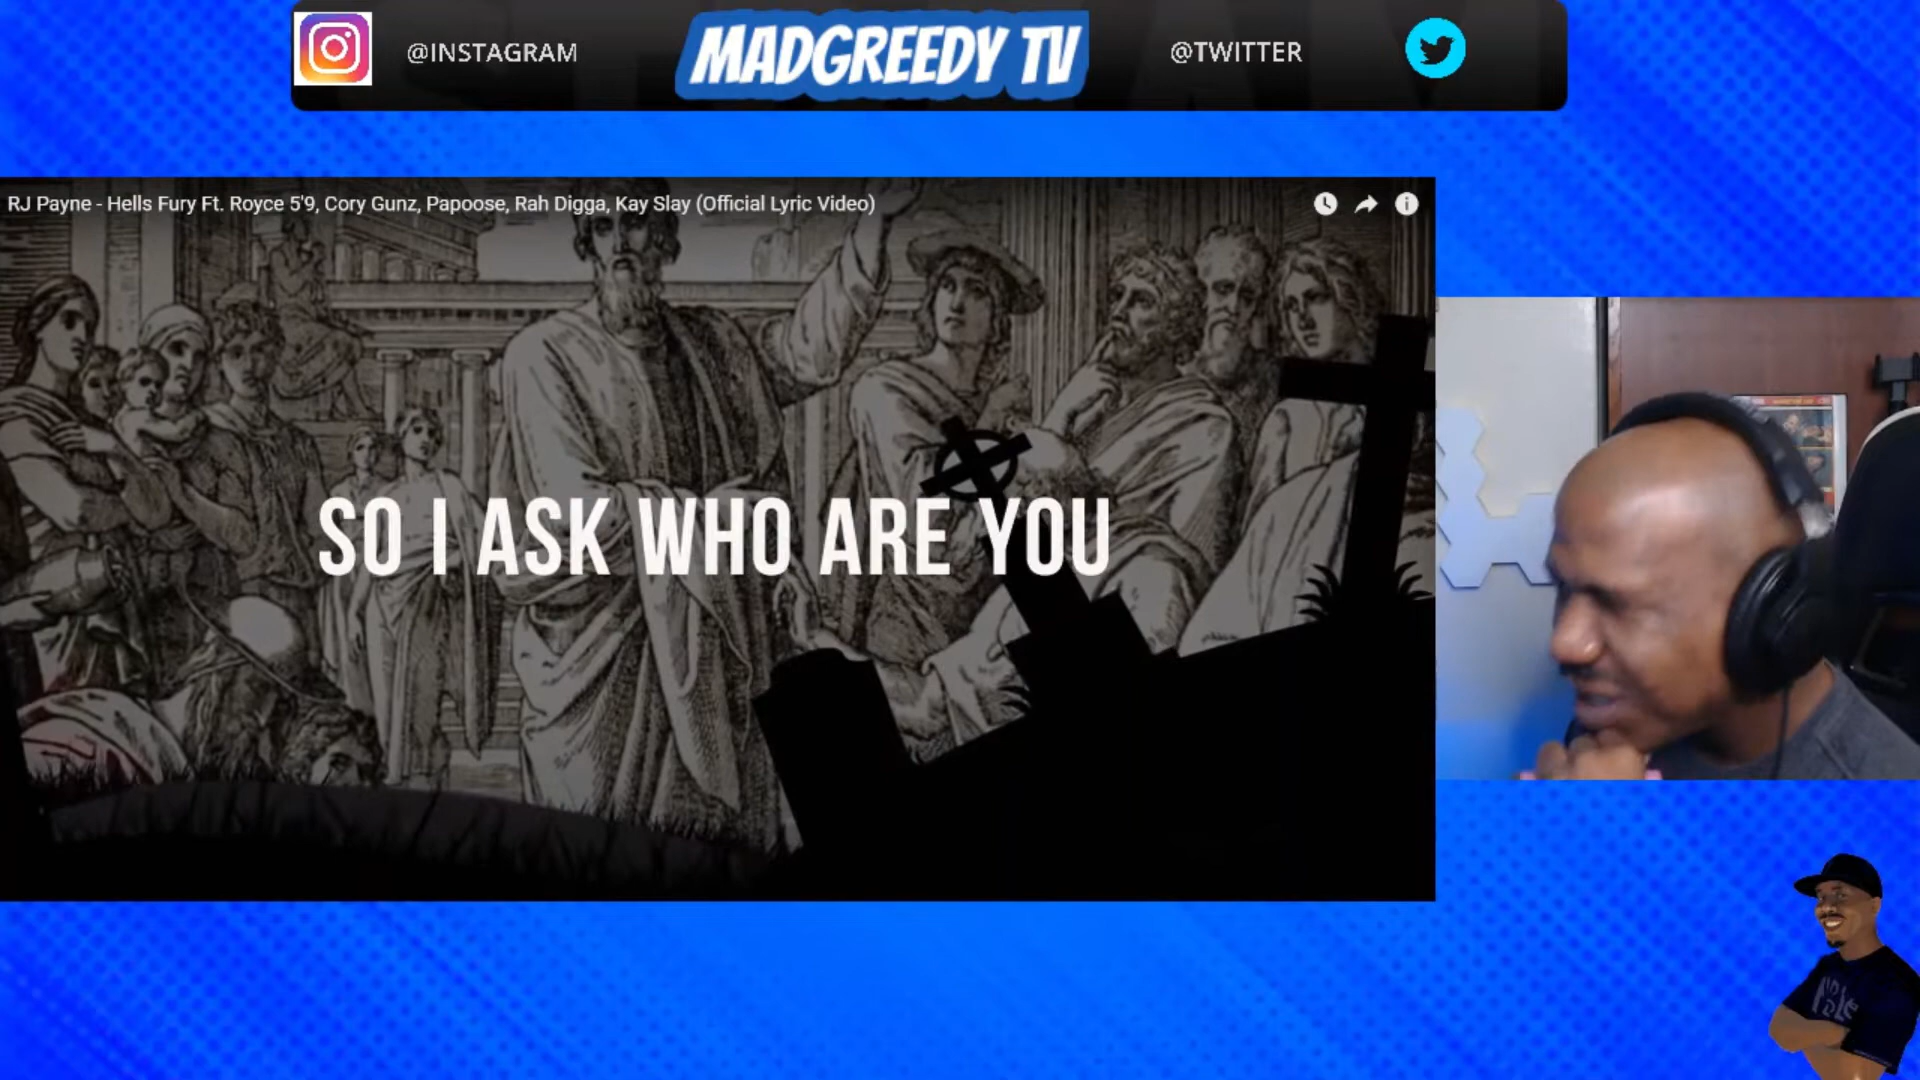 @INSTAGRAM
MADGREEDY TV
@TWITTER
RJ Payne - Hells Fury Ft. Royce 5'9, Cory Gunz, Papoose, Rah Digga, Kay Slay (Official Lyric Video)
SO I ASK WHO ARE YOU